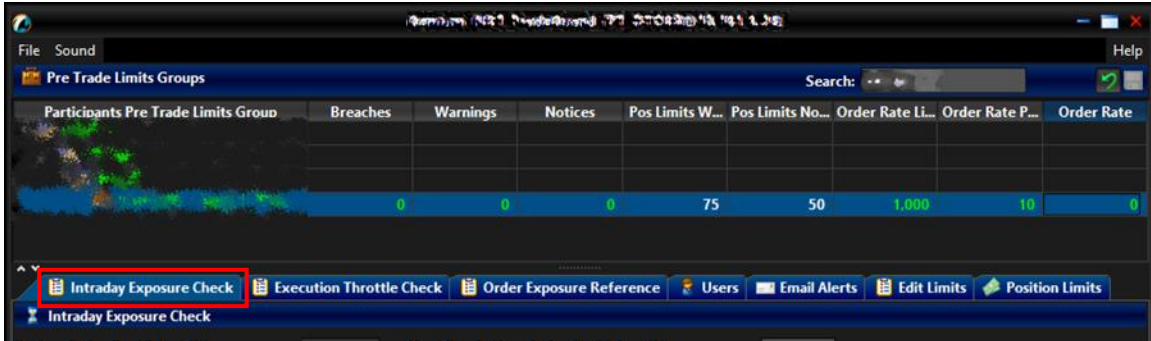 File Sound Help
Pre Trade Limits Groups Search:
Participants Pre Trade Limits Group Breaches Warnings Notices Pos Limits W... Pos Limits No... Order Rate Li... Order Rate P... Order Rate
0 0 0 75 50 1,000 10 0
Intraday Exposure Check Execution Throttle Check Order Exposure Reference Users Email Alerts Edit Limits Position Limits
Intraday Exposure Check